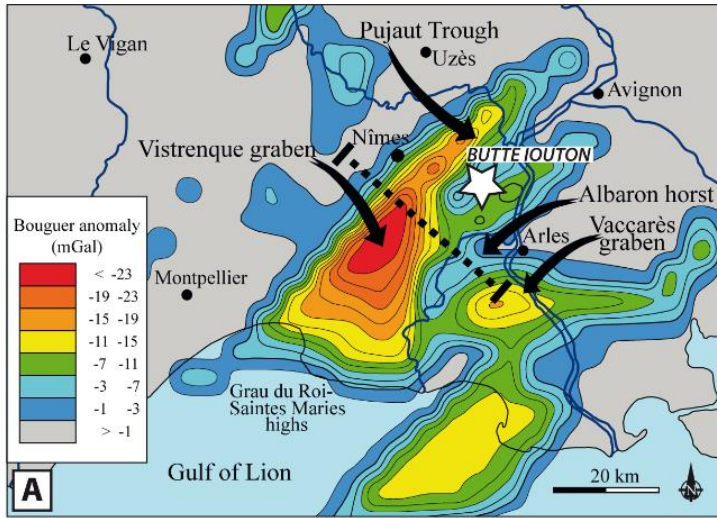 Le Vigan
Pujaut Trough
Uzès
Avignon
Nîmes
BUTTE IOUTON
Vistrenque graben
Albaron horst
Vaccarès
graben
Arles
Bouguer anomaly
(mGal)
< -23
-19 -23
-15 -19
-11 -15
-7 -11
-3 -7
-1 -3
> -1
Montpellier
Grau du Roi-
Saintes Maries
highs
Gulf of Lion
20 km
N
A